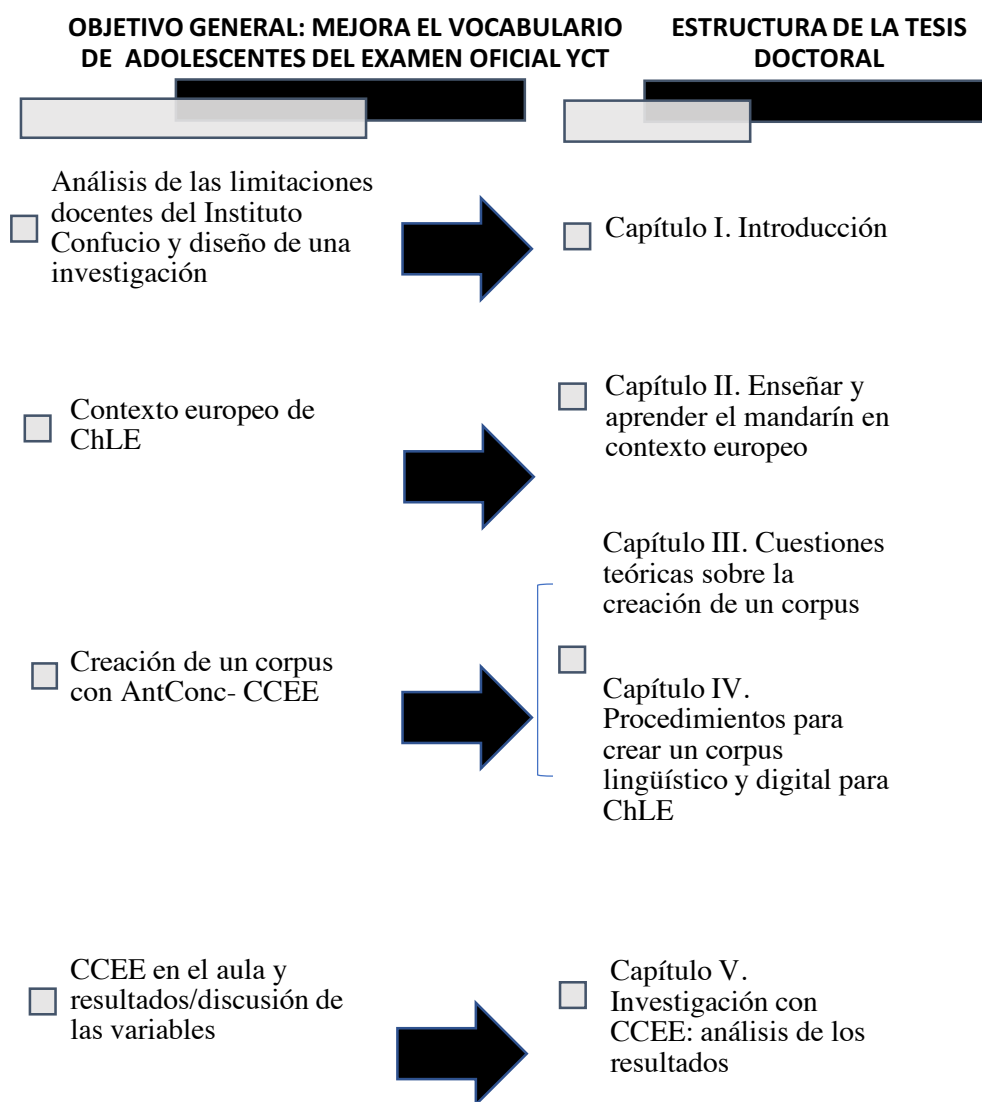 OBJETIVO GENERAL: MEJORA EL VOCABULARIO
DE ADOLESCENTES DEL EXAMEN OFICIAL YCT
ESTRUCTURA DE LA TESIS
DOCTORAL
Análisis de las limitaciones
docentes del Instituto
Confucio y diseño de una
investigación
Capítulo I. Introducción
Contexto europeo de
ChLE
Capítulo II. Enseñar y
aprender el mandarín en
contexto europeo
Creación de un corpus
con AntConc- CCEE
Capítulo III. Cuestiones
teóricas sobre la
creación de un corpus
Capítulo IV.
Procedimientos para
crear un corpus
lingüístico y digital para
ChLE
CCEE en el aula y
resultados/discusión de
las variables
Capítulo V.
Investigación con
CCEE: análisis de los
resultados